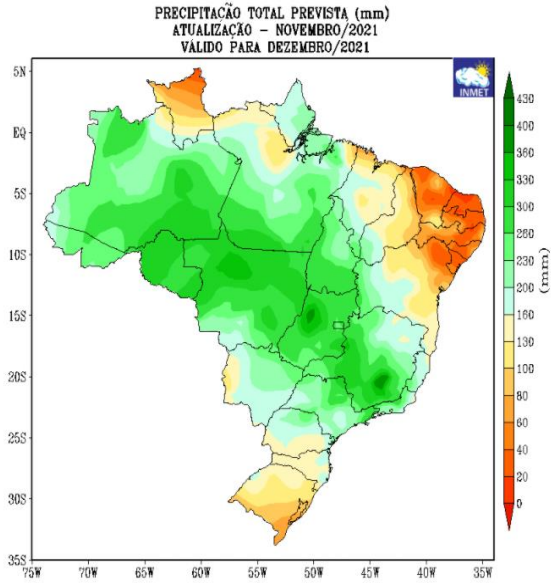 PRECIPITAÇÃO TOTAL PREVISTA (mm)
ATUALIZAÇÃO – NOVEMBRO/2021
VÁLIDO PARA DEZEMBRO/2021
INMET
5N
EQ
5S
10S
15S
20S
25S
30S
35S
75W 70W 65W 60W 55W 50W 45W 40W 35W
430
400
360
330
300
260
230
200
160
130
100
80
60
40
20
0
(mm)